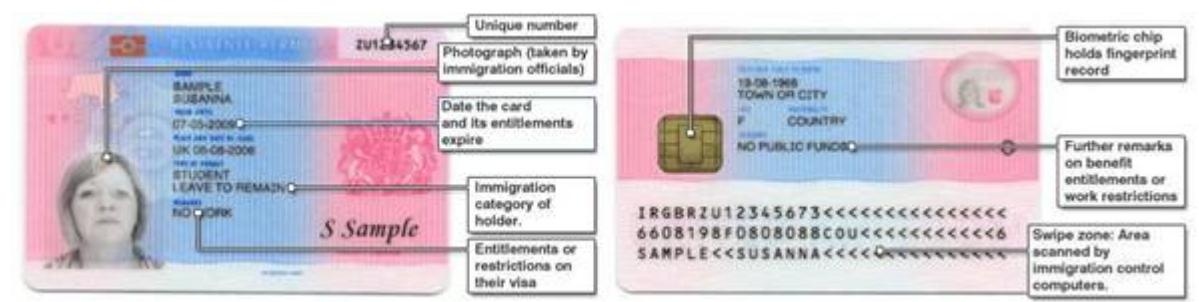 Unique number
ZU1234567
Photograph (taken by
immigration officials)
SAMPLE
SUSANNA
Date the card
and its entitlements
expire
07-05-2009
UK 08-08-2008
STUDENT
LEAVE TO REMAIN
Immigration
category of
holder.
NO WORK
S Sample
Entitlements or
restrictions on
their visa
Biometric chip
holds fingerprint
record
19-08-1966
TOWN OR CITY
F COUNTRY
NO PUBLIC FUNDS
Further remarks
on benefit
entitlements or
work restrictions
IRGBRZU12345673<<<<<<<<<<<<<<<
6608198F0808088COU<<<<<<<<<<<6
SAMPLE<<SUSANNA<<<<<<<<<<<<<<<
Swipe zone: Area
scanned by
immigration control
computers.